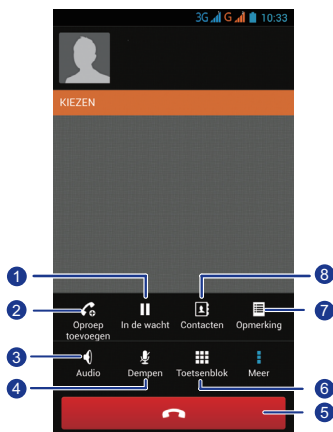 3G G 10:33
KIEZEN
1
8
2
7
Oproep toevoegen In de wacht Contacten Opmerking
3
Audio Dempen Toetsenblok Meer
4
6
5